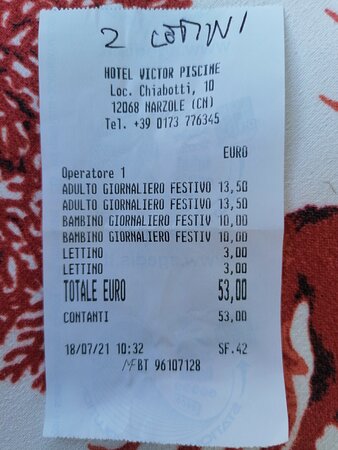 2 LETTINI
HOTEL VICTOR PISCINE
Loc. Chiabotti, 10
12068 NARZOLE (CN)
Tel. +39 0173 776345
EURO
Operatore 1
ADULTO GIORNALIERO FESTIVO 13,50
ADULTO GIORNALIERO FESTIVO 13,50
BAMBINO GIORNALIERO FESTIV 10,00
BAMBINO GIORNALIERO FESTIV 10,00
LETTINO 3,00
LETTINO 3,00
TOTALE EURO 53,00
CONTANTI 53,00
18/07/21 10:32 SF.42
MF BT 96107128